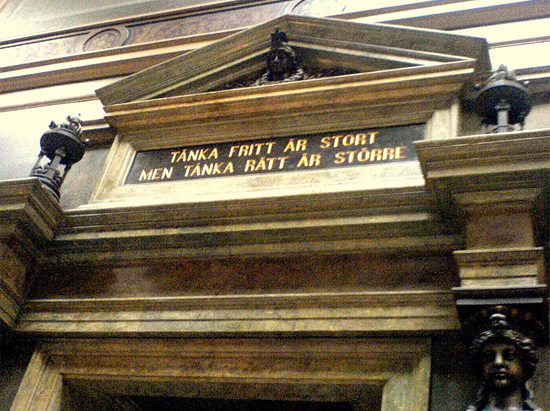 TÄNKA FRITT ÄR STORT
MEN TÄNKA RÄTT ÄR STÖRRE